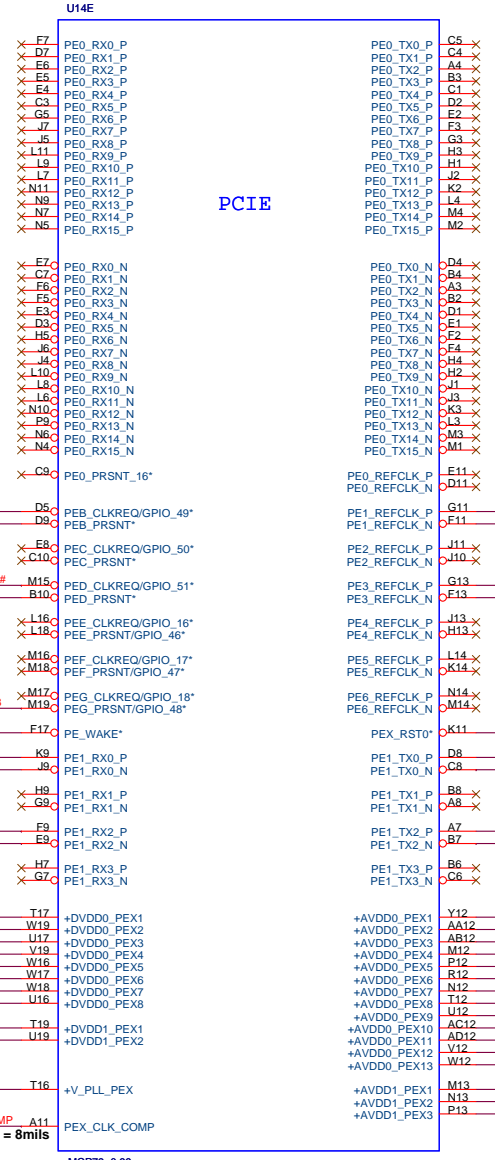 U14E
PCIE
F7 PE0_RX0_P PE0_TX0_P C5
D7 PE0_RX1_P PE0_TX1_P C4
E6 PE0_RX2_P PE0_TX2_P A4
E5 PE0_RX3_P PE0_TX3_P B3
E4 PE0_RX4_P PE0_TX4_P C1
C3 PE0_RX5_P PE0_TX5_P D2
G5 PE0_RX6_P PE0_TX6_P E2
J7 PE0_RX7_P PE0_TX7_P F3
J5 PE0_RX8_P PE0_TX8_P G3
L11 PE0_RX9_P PE0_TX9_P H3
L9 PE0_RX10_P PE0_TX10_P H1
L7 PE0_RX11_P PE0_TX11_P J2
N11 PE0_RX12_P PE0_TX12_P K2
N9 PE0_RX13_P PE0_TX13_P L4
N7 PE0_RX14_P PE0_TX14_P M4
N5 PE0_RX15_P PE0_TX15_P M2
E7 PE0_RX0_N PE0_TX0_N D4
C7 PE0_RX1_N PE0_TX1_N B4
F6 PE0_RX2_N PE0_TX2_N A3
F5 PE0_RX3_N PE0_TX3_N B2
E3 PE0_RX4_N PE0_TX4_N D1
D3 PE0_RX5_N PE0_TX5_N E1
H5 PE0_RX6_N PE0_TX6_N F2
J6 PE0_RX7_N PE0_TX7_N F4
J4 PE0_RX8_N PE0_TX8_N H4
L10 PE0_RX9_N PE0_TX9_N H2
L8 PE0_RX10_N PE0_TX10_N J1
L6 PE0_RX11_N PE0_TX11_N J3
N10 PE0_RX12_N PE0_TX12_N K3
P9 PE0_RX13_N PE0_TX13_N L3
N6 PE0_RX14_N PE0_TX14_N M3
N4 PE0_RX15_N PE0_TX15_N M1
C9 PE0_PRSNT_16* PE0_REFCLK_P E11
PE0_REFCLK_N D11
D5 PEB_CLKREQ/GPIO_49* PE1_REFCLK_P G11
D9 PEB_PRSNT* PE1_REFCLK_N F11
E8 PEC_CLKREQ/GPIO_50* PE2_REFCLK_P J11
C10 PEC_PRSNT* PE2_REFCLK_N J10
# M15 PED_CLKREQ/GPIO_51* PE3_REFCLK_P G13
B10 PED_PRSNT* PE3_REFCLK_N F13
L16 PEE_CLKREQ/GPIO_16* PE4_REFCLK_P J13
L18 PEE_PRSNT/GPIO_46* PE4_REFCLK_N H13
M16 PEF_CLKREQ/GPIO_17* PE5_REFCLK_P L14
M18 PEF_PRSNT/GPIO_47* PE5_REFCLK_N K14
M17 PEG_CLKREQ/GPIO_18* PE6_REFCLK_P N14
M19 PEG_PRSNT/GPIO_48* PE6_REFCLK_N M14
F17 PE_WAKE* PEX_RST0* K11
K9 PE1_RX0_P PE1_TX0_P D8
J9 PE1_RX0_N PE1_TX0_N C8
H9 PE1_RX1_P PE1_TX1_P B8
G9 PE1_RX1_N PE1_TX1_N A8
F9 PE1_RX2_P PE1_TX2_P A7
E9 PE1_RX2_N PE1_TX2_N B7
H7 PE1_RX3_P PE1_TX3_P B6
G7 PE1_RX3_N PE1_TX3_N C6
T17 +DVDD0_PEX1 +AVDD0_PEX1 Y12
W19 +DVDD0_PEX2 +AVDD0_PEX2 AA12
U17 +DVDD0_PEX3 +AVDD0_PEX3 AB12
V19 +DVDD0_PEX4 +AVDD0_PEX4 M12
W16 +DVDD0_PEX5 +AVDD0_PEX5 P12
W17 +DVDD0_PEX6 +AVDD0_PEX6 R12
W18 +DVDD0_PEX7 +AVDD0_PEX7 N12
U16 +DVDD0_PEX8 +AVDD0_PEX8 T12
+AVDD0_PEX9 U12
T19 +DVDD1_PEX1 +AVDD0_PEX10 AC12
U19 +DVDD1_PEX2 +AVDD0_PEX11 AD12
+AVDD0_PEX12 V12
+AVDD0_PEX13 W12
T16 +V_PLL_PEX +AVDD1_PEX1 M13
+AVDD1_PEX2 N13
+AVDD1_PEX3 P13
MP A11 PEX_CLK_COMP
= 8mils